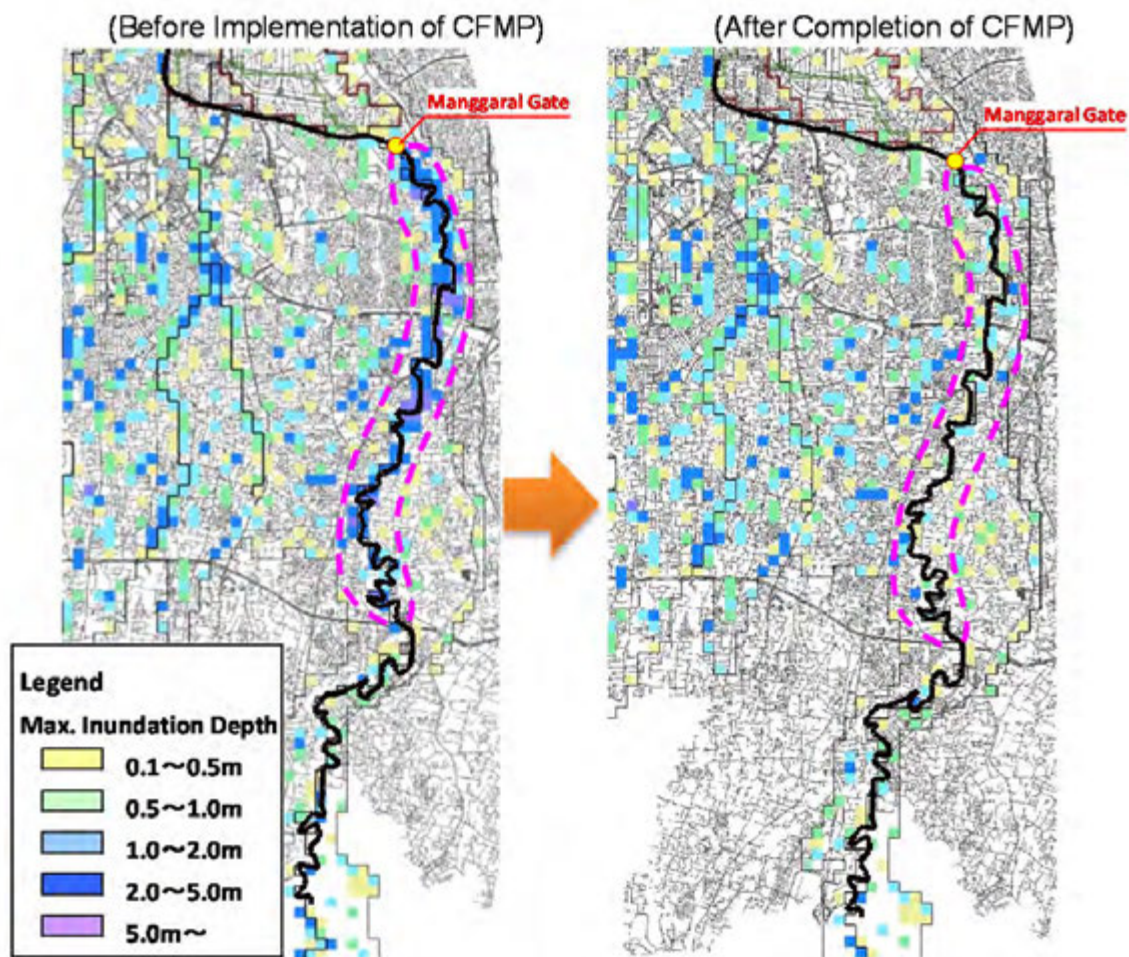 (Before Implementation of CFMP)
(After Completion of CFMP)
Manggaral Gate
Manggaral Gate
Legend
Max. Inundation Depth
0.1～0.5m
0.5～1.0m
1.0～2.0m
2.0～5.0m
5.0m～